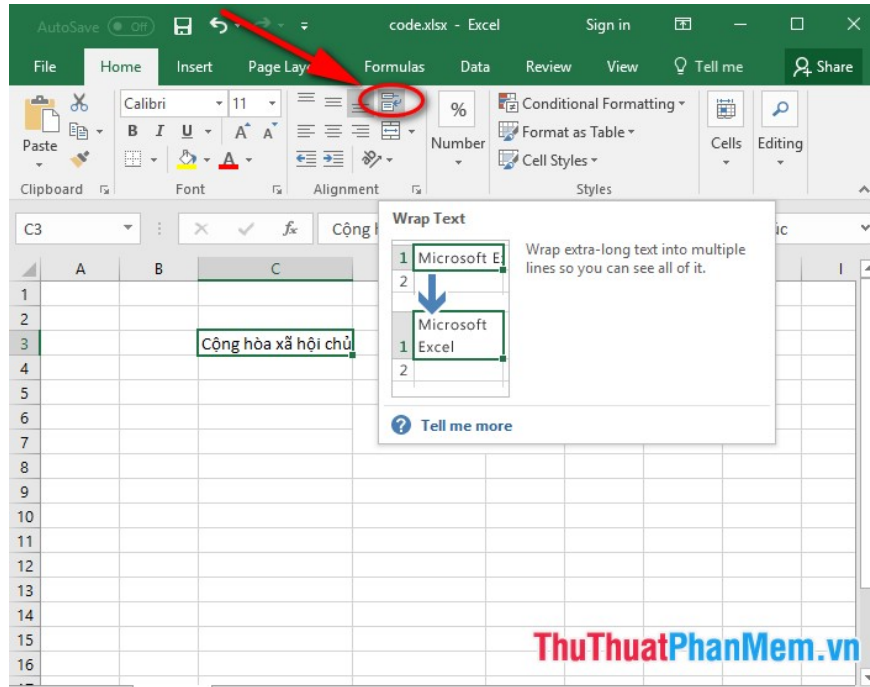 AutoSave Off code.xlsx - Excel Sign in
File Home Insert Page Lay Formulas Data Review View Tell me Share
Calibri 11 % Conditional Formatting
B I U A A Number Format as Table Cells Editing
Paste A Cell Styles
Clipboard Font Alignment Styles
C3 fx Cộng
A B C I
Wrap Text
Wrap extra-long text into multiple
lines so you can see all of it.
1 Microsoft E
2
Microsoft
1 Excel
2
Tell me more
1
2
3 Cộng hòa xã hội chủ
4
5
6
7
8
9
10
11
12
13
14
15
16
ThuThuatPhanMem.vn